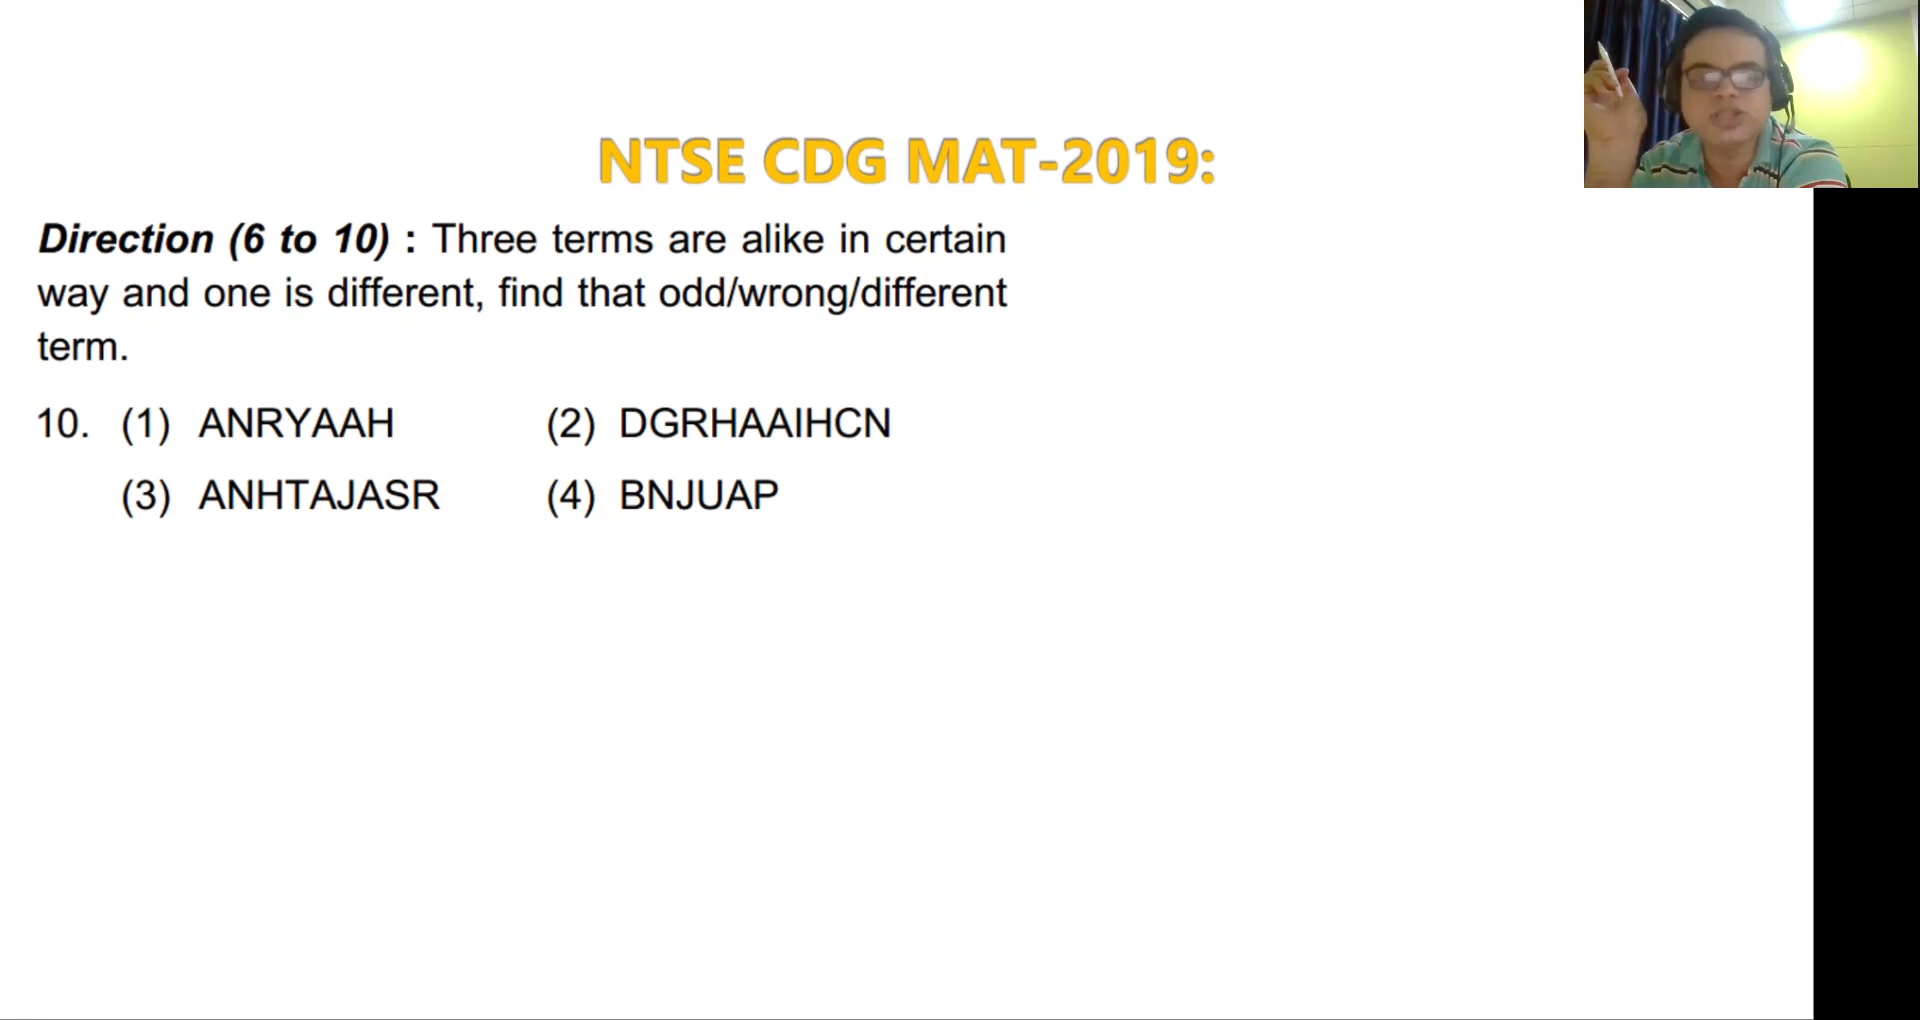 NTSE CDG MAT-2019:
Direction (6 to 10) : Three terms are alike in certain
way and one is different, find that odd/wrong/different
term.
10. (1) ANRYAAH (2) DGRHAAIHCN
(3) ANHTAJASR (4) BNJUAP